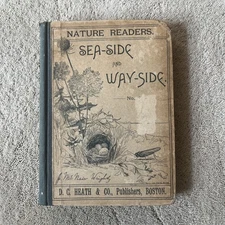 NATURE READERS.
SEA-SIDE
AND
WAY-SIDE.
No.
D. C. HEATH & CO., Publishers, BOSTON.